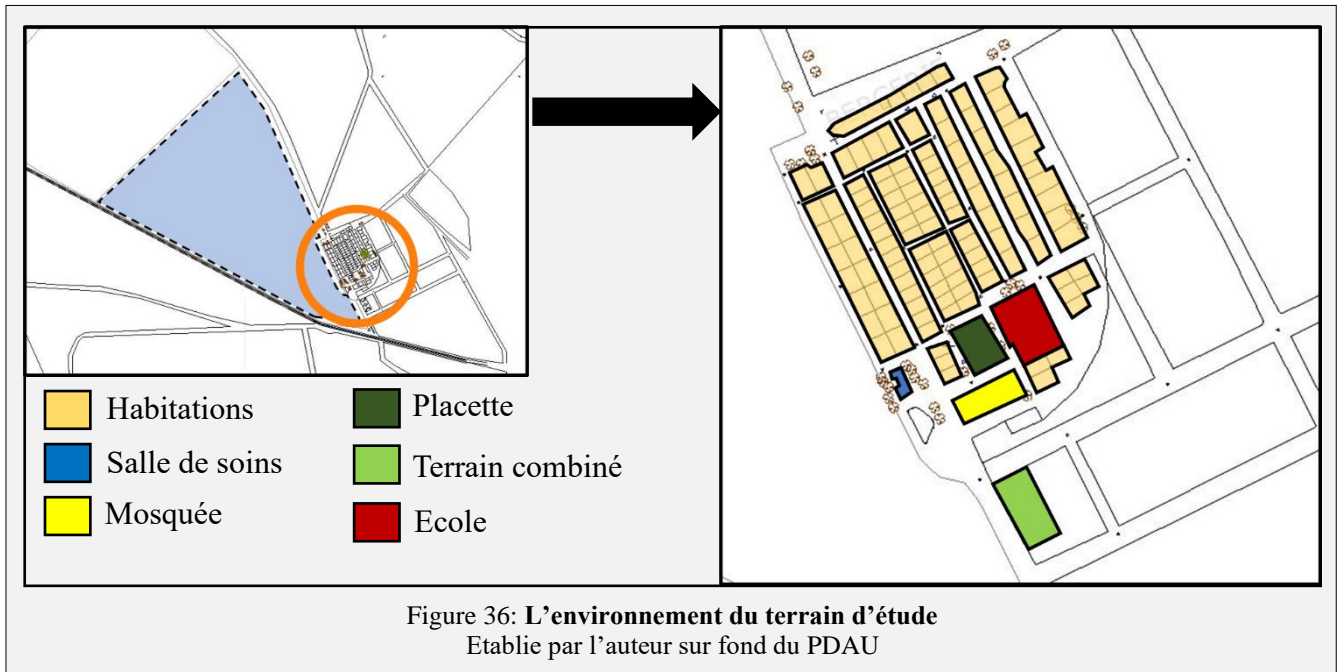 BERGERIE
Habitations
Salle de soins
Mosquée
Placette
Terrain combiné
Ecole
Figure 36: L’environnement du terrain d’étude
Etablie par l’auteur sur fond du PDAU